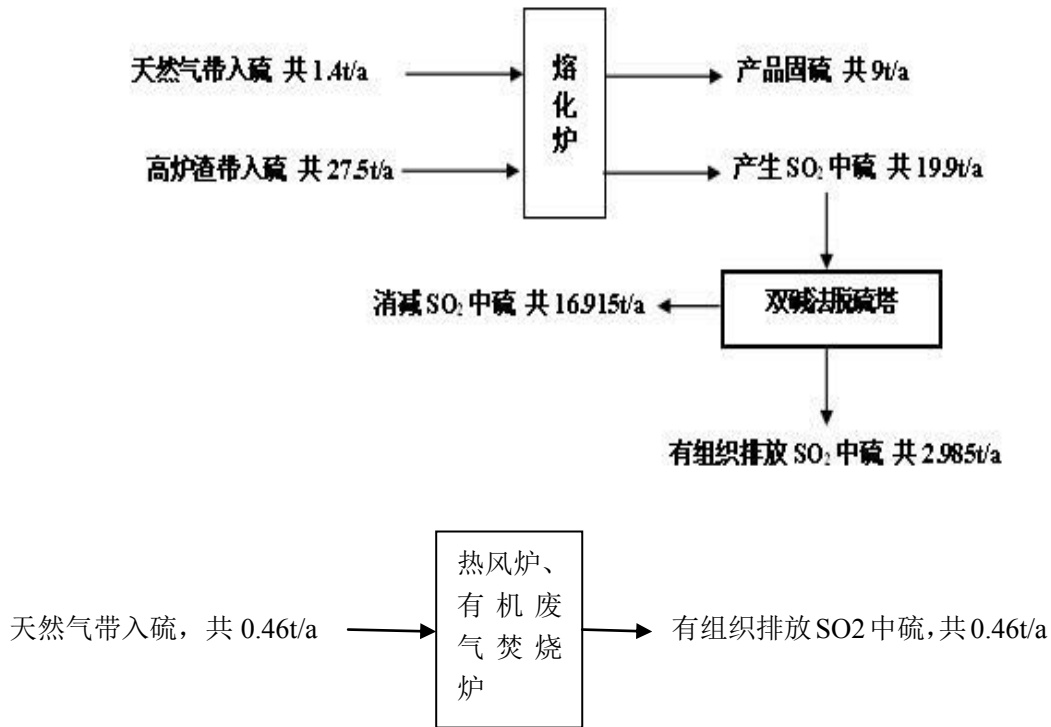 天然气带入硫 共1.4t/a
熔
化
炉
产品固硫 共9t/a
高炉渣带入硫 共27.5t/a
产生SO₂中硫 共19.9t/a
消减SO₂中硫 共16.915t/a
双碱法脱硫塔
有组织排放SO₂中硫 共2.985t/a
天然气带入硫，共 0.46t/a
热风炉、
有机废
气焚烧
炉
有组织排放SO2中硫，共0.46t/a